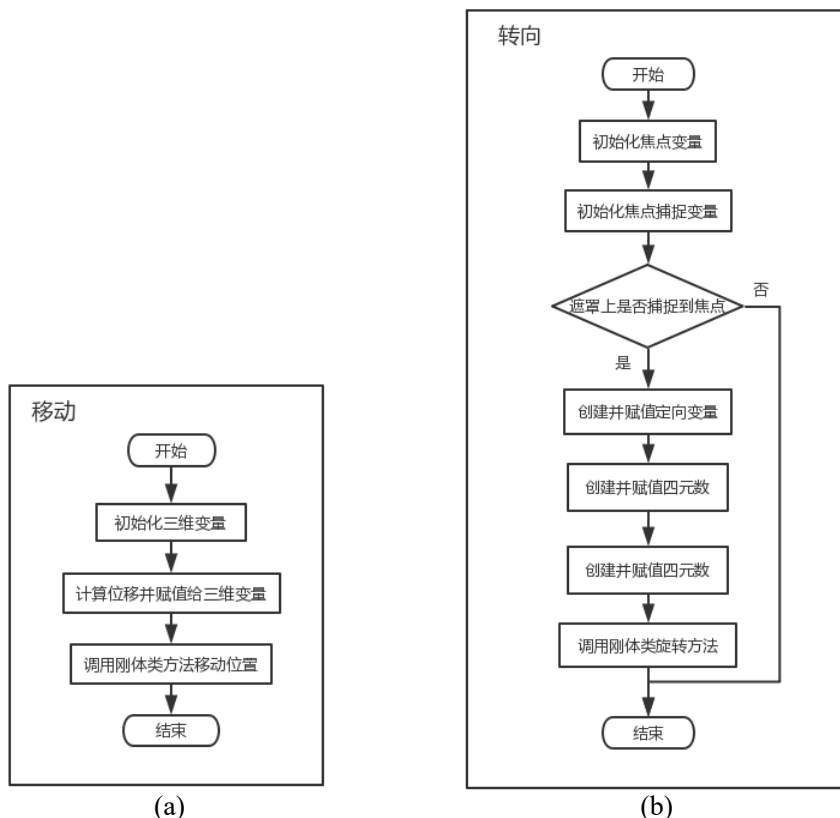 移动
开始
初始化三维变量
计算位移并赋值给三维变量
调用刚体类方法移动位置
结束
(a)
转向
开始
初始化焦点变量
初始化焦点捕捉变量
遮罩上是否捕捉到焦点
否
是
创建并赋值定向变量
创建并赋值四元数
创建并赋值四元数
调用刚体类旋转方法
结束
(b)